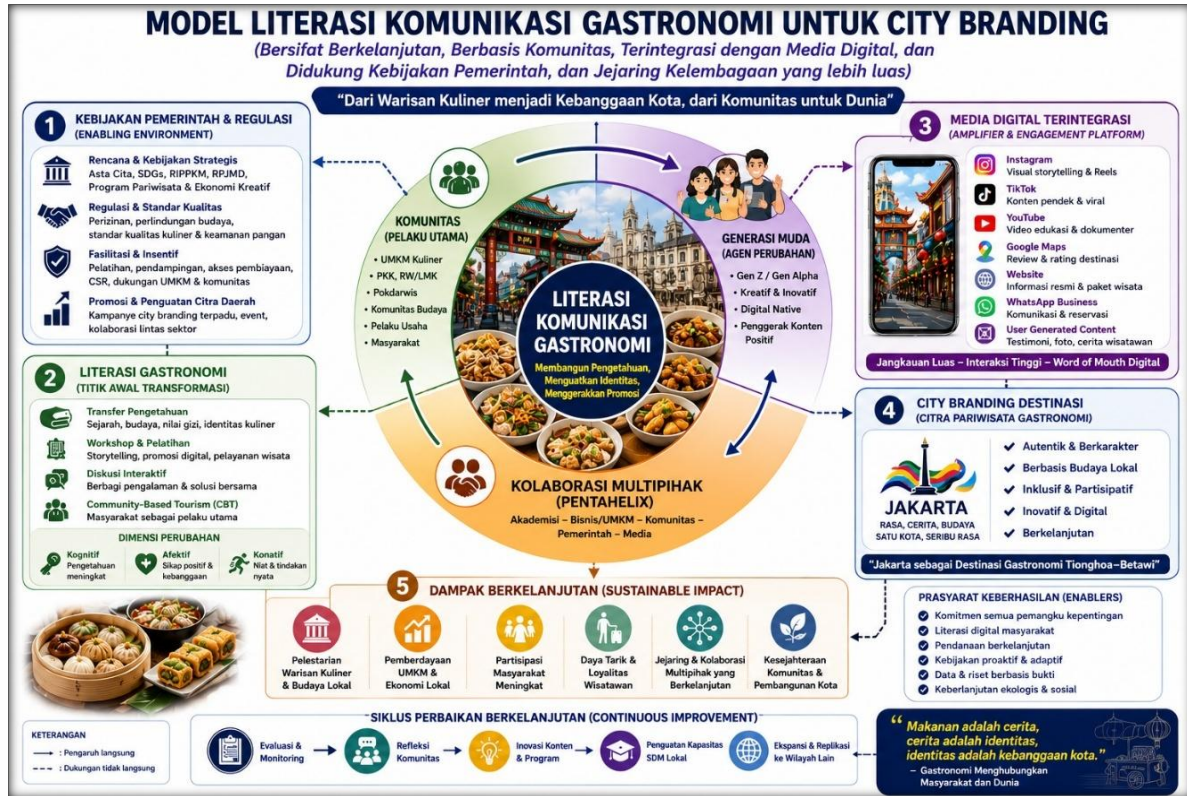 MODEL LITERASI KOMUNIKASI GASTRONOMI UNTUK CITY BRANDING
(Bersifat Berkelanjutan, Berbasis Komunitas, Terintegrasi dengan Media Digital, dan
Didukung Kebijakan Pemerintah, dan Jejaring Kelembagaan yang lebih luas)
"Dari Warisan Kuliner menjadi Kebanggaan Kota, dari Komunitas untuk Dunia"
1
KEBIJAKAN PEMERINTAH & REGULASI
(ENABLING ENVIRONMENT)
Rencana & Kebijakan Strategis
Asta Cita, SDGs, RIPPKM, RPJMD,
Program Pariwisata & Ekonomi Kreatif
Regulasi & Standar Kualitas
Perizinan, perlindungan budaya,
standar kualitas kuliner & keamanan pangan
Fasilitasi & Insentif
Pelatihan, pendampingan, akses pembiayaan,
CSR, dukungan UMKM & komunitas
Promosi & Penguatan Citra Daerah
Kampanye city branding terpadu, event,
kolaborasi lintas sektor
2
LITERASI GASTRONOMI
(TITIK AWAL TRANSFORMASI)
Transfer Pengetahuan
Sejarah, budaya, nilai gizi, identitas kuliner
Workshop & Pelatihan
Storytelling, promosi digital, pelayanan wisata
Diskusi Interaktif
Berbagi pengalaman & solusi bersama
Community-Based Tourism (CBT)
Masyarakat sebagai pelaku utama
DIMENSI PERUBAHAN
Kognitif
Pengetahuan
meningkat
Afektif
Sikap positif &
kebanggaan
Konatif
Niat & tindakan
nyata
KOMUNITAS
(PELAKU UTAMA)
• UMKM Kuliner
• PKK, RW/LMK
• Pokdarwis
• Komunitas Budaya
• Pelaku Usaha
• Masyarakat
GENERASI MUDA
(AGEN PERUBAHAN)
• Gen Z / Gen Alpha
• Kreatif & Inovatif
• Digital Native
• Penggerak Konten
Positif
LITERASI
KOMUNIKASI
GASTRONOMI
Membangun Pengetahuan,
Menguatkan Identitas,
Menggerakkan Promosi
KOLABORASI MULTIPIHAK
(PENTAHELIX)
Akademisi – Bisnis/UMKM – Komunitas –
Pemerintah – Media
3
MEDIA DIGITAL TERINTEGRASI
(AMPLIFIER & ENGAGEMENT PLATFORM)
Instagram
Visual storytelling & Reels
TikTok
Konten pendek & viral
YouTube
Video edukasi & dokumenter
Google Maps
Review & rating destinasi
Website
Informasi resmi & paket wisata
WhatsApp Business
Komunikasi & reservasi
User Generated Content
Testimoni, foto, cerita wisatawan
Jangkauan Luas – Interaksi Tinggi – Word of Mouth Digital
4
CITY BRANDING DESTINASI
(CITRA PARIWISATA GASTRONOMI)
JAKARTA
RASA, CERITA, BUDAYA
SATU KOTA, SERIBU RASA
Autentik & Berkarakter
Berbasis Budaya Lokal
Inklusif & Partisipatif
Inovatif & Digital
Berkelanjutan
"Jakarta sebagai Destinasi Gastronomi Tionghoa–Betawi"
5
DAMPAK BERKELANJUTAN (SUSTAINABLE IMPACT)
Pelestarian
Warisan Kuliner
& Budaya Lokal
Pemberdayaan
UMKM &
Ekonomi Lokal
Partisipasi
Masyarakat
Meningkat
Daya Tarik &
Loyalitas
Wisatawan
Jejaring & Kolaborasi
Multipihak yang
Berkelanjutan
Kesejahteraan
Komunitas &
Pembangunan Kota
PRASYARAT KEBERHASILAN (ENABLERS)
Komitmen semua pemangku kepentingan
Literasi digital masyarakat
Pendanaan berkelanjutan
Kebijakan proaktif & adaptif
Data & riset berbasis bukti
Keberlanjutan ekologis & sosial
KETERANGAN
: Pengaruh langsung
: Dukungan tidak langsung
SIKLUS PERBAIKAN BERKELANJUTAN (CONTINUOUS IMPROVEMENT)
Evaluasi &
Monitoring
Refleksi
Komunitas
Inovasi Konten
& Program
Penguatan Kapasitas
SDM Lokal
Ekspansi & Replikasi
ke Wilayah Lain
"Makanan adalah cerita,
cerita adalah identitas,
identitas adalah kebanggaan kota."
– Gastronomi Menghubungkan
Masyarakat dan Dunia